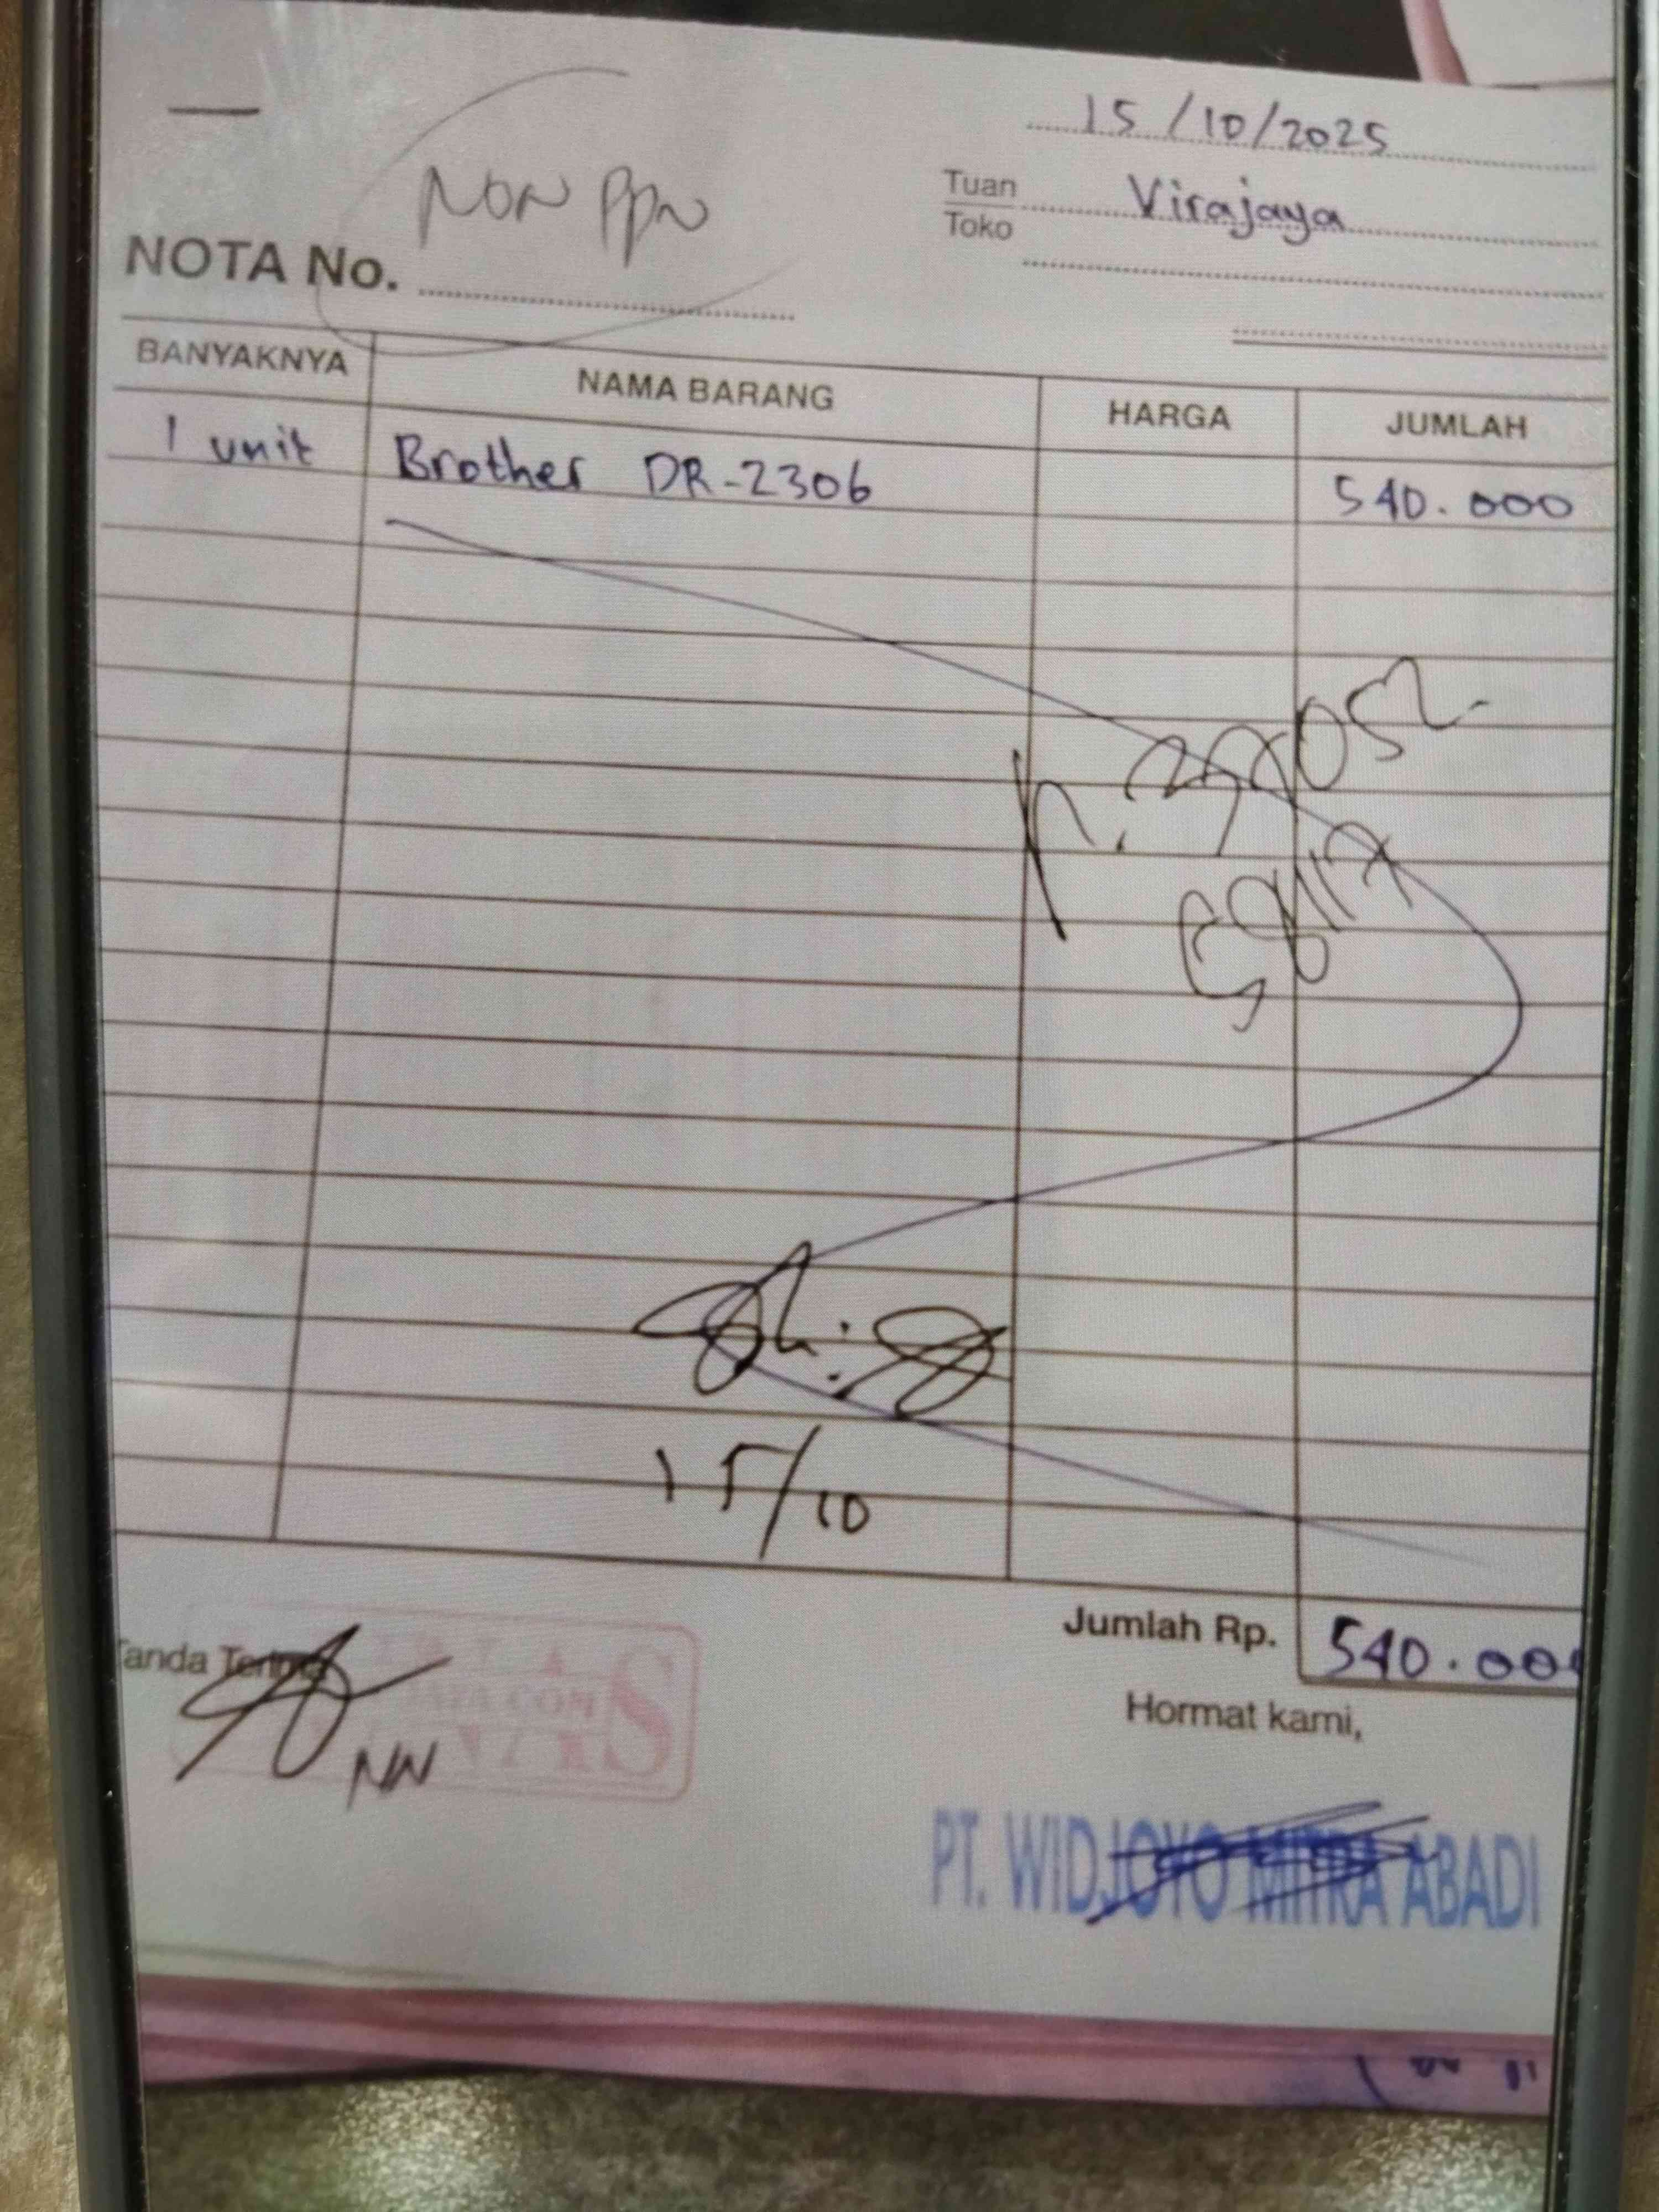 15/10/2025
Tuan Virajaya
Toko
NON PPN
NOTA No.
BANYAKNYA NAMA BARANG HARGA JUMLAH
1 unit Brother DR-2306 540.000
15/10
Jumlah Rp. 540.000
Tanda Terima
Hormat kami,
NN
PT. WIDJOYO MITRA ABADI